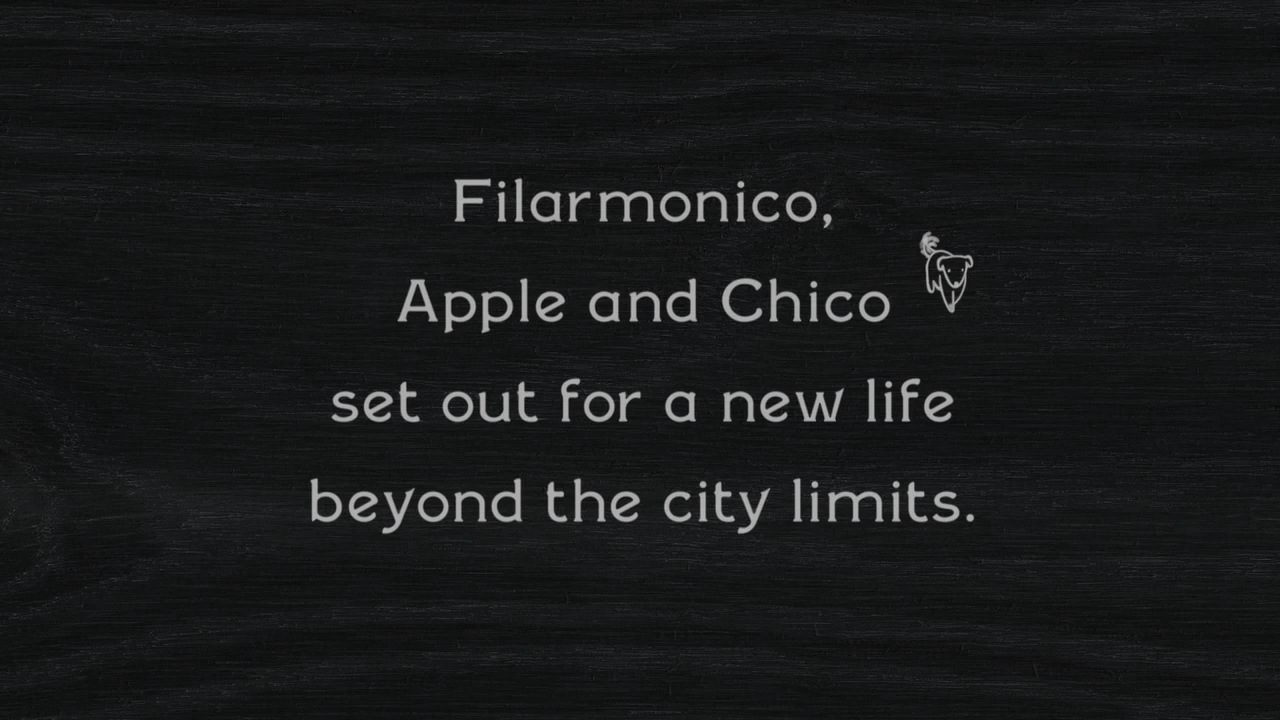 Filarmonico,
Apple and Chico
set out for a new life
beyond the city limits.